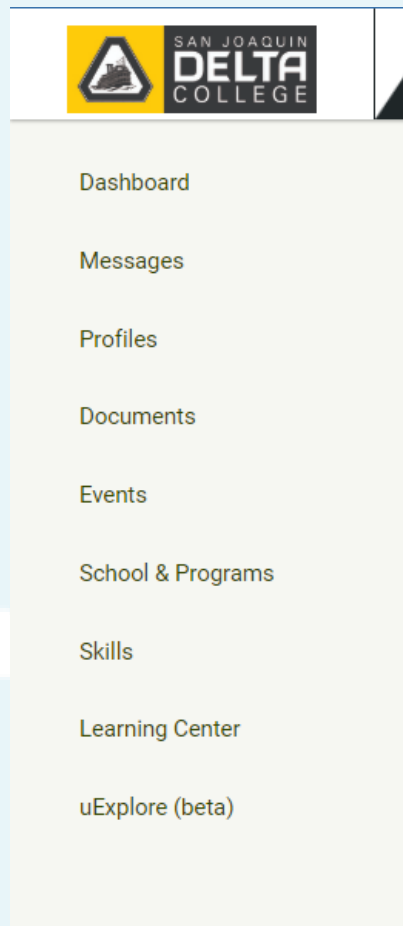 SAN JOAQUIN
DELTA
COLLEGE
Dashboard
Messages
Profiles
Documents
Events
School & Programs
Skills
Learning Center
uExplore (beta)